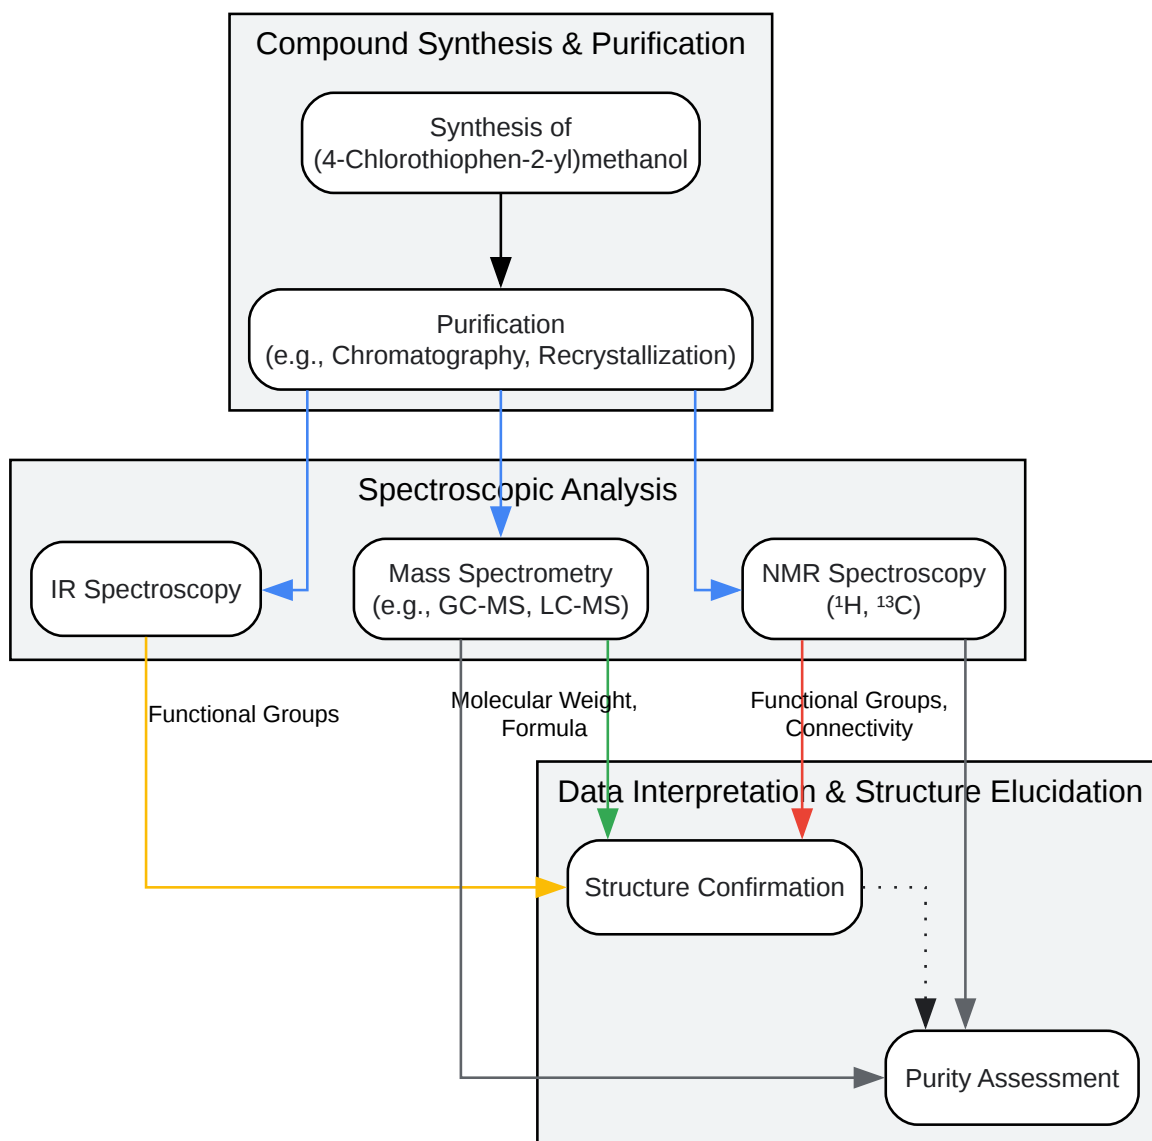 Compound Synthesis & Purification
Synthesis of
(4-Chlorothiophen-2-yl)methanol
Purification
(e.g., Chromatography, Recrystallization)
Spectroscopic Analysis
IR Spectroscopy
Mass Spectrometry
(e.g., GC-MS, LC-MS)
NMR Spectroscopy
(¹H, ¹³C)
Functional Groups
Molecular Weight,
Formula
Functional Groups,
Connectivity
Data Interpretation & Structure Elucidation
Structure Confirmation
Purity Assessment